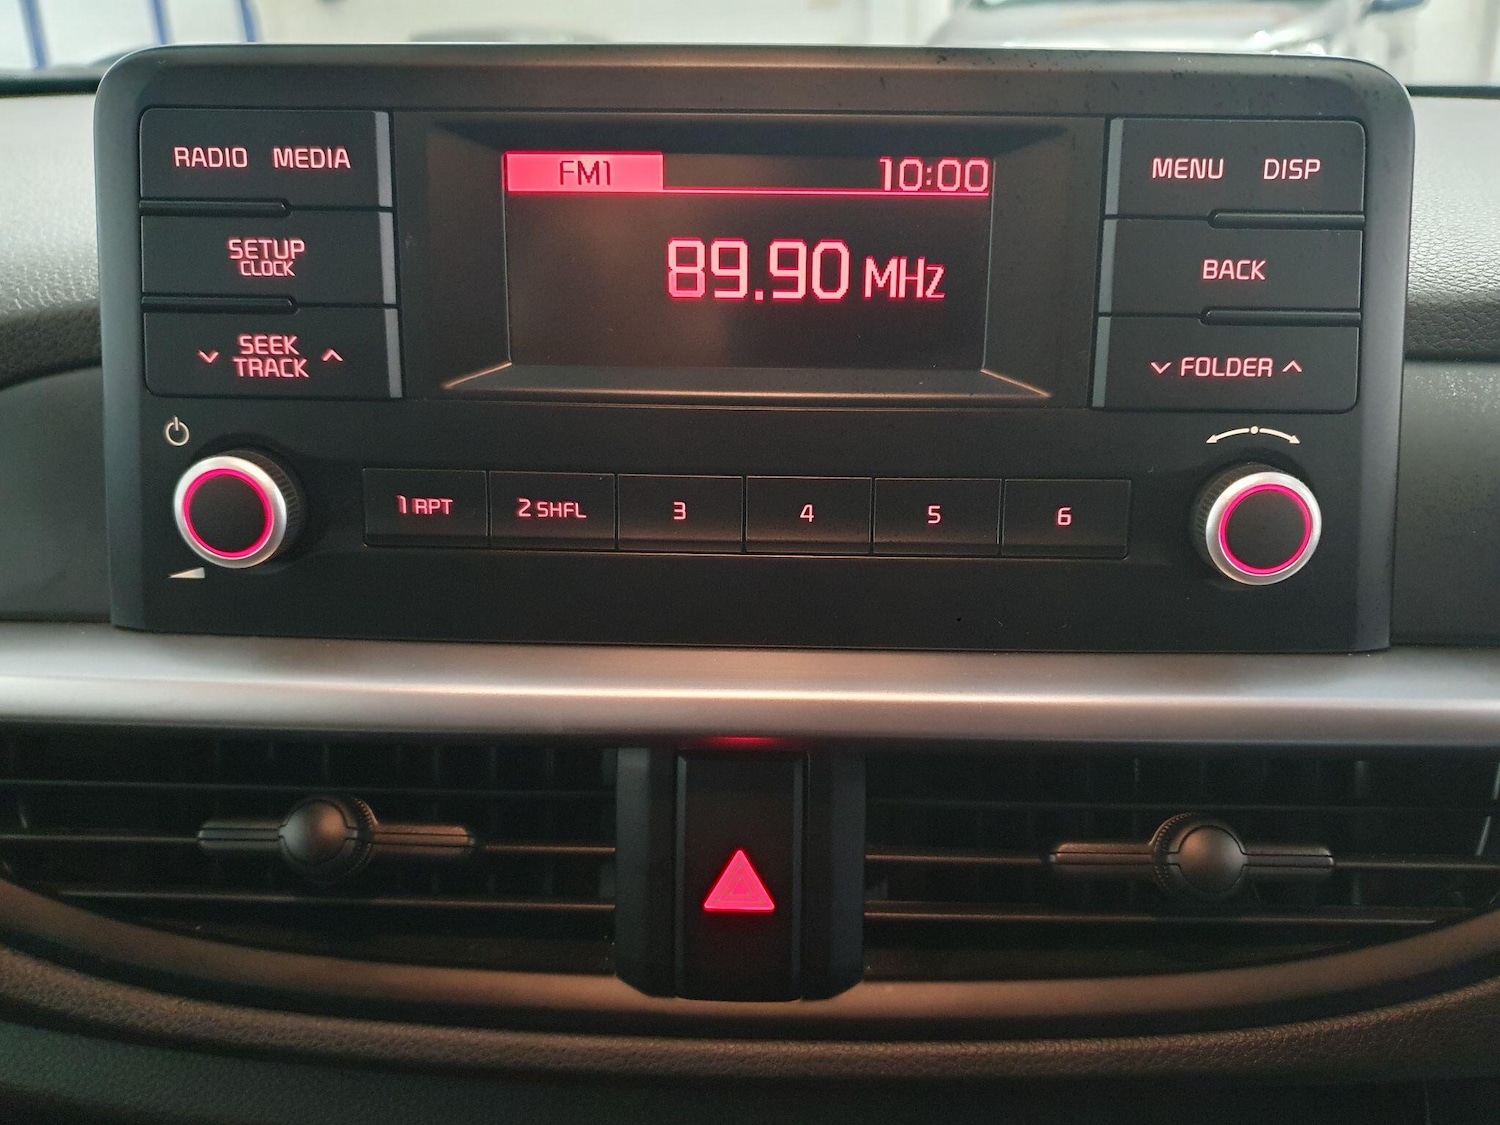 RADIO MEDIA
SETUP
CLOCK
SEEK
TRACK
FM1 10:00
89.90 MHz
MENU DISP
BACK
FOLDER
1 RPT 2 SHFL 3 4 5 6